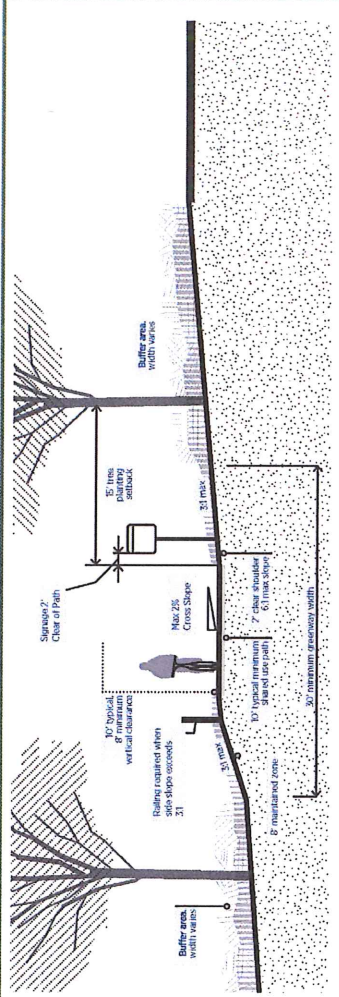 Buffer area.
width varies
15' tree
planting
setback
Signage 2'
Clear of Path
3:1 max
Max 2%
Cross Slope
2' clear shoulder
6:1 max slope
10' typical,
8' minimum
vertical clearance
10' typical minimum
shared use path
30' minimum greenway width
Railing required when
side slope exceeds
3:1
3:1 max
8' maintained zone
Buffer area.
width varies